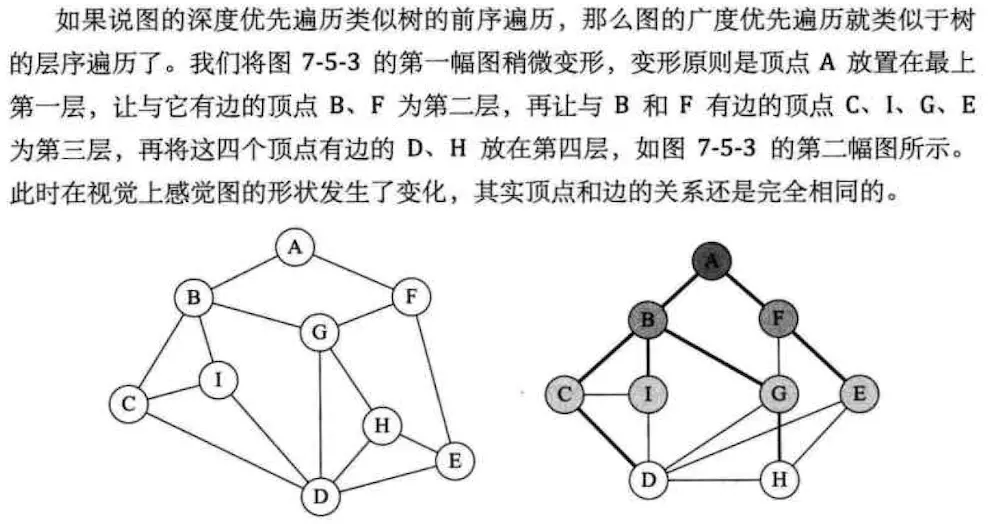 如果说图的深度优先遍历类似树的前序遍历，那么图的广度优先遍历就类似于树
的层序遍历了。我们将图 7-5-3 的第一幅图稍微变形，变形原则是顶点 A 放置在最上
第一层，让与它有边的顶点 B、F 为第二层，再让与 B 和 F 有边的顶点 C、I、G、E
为第三层，再将这四个顶点有边的 D、H 放在第四层，如图 7-5-3 的第二幅图所示。
此时在视觉上感觉图的形状发生了变化，其实顶点和边的关系还是完全相同的。
A
B
F
G
I
C
H
E
D
A
B
F
C
I
G
E
D
H